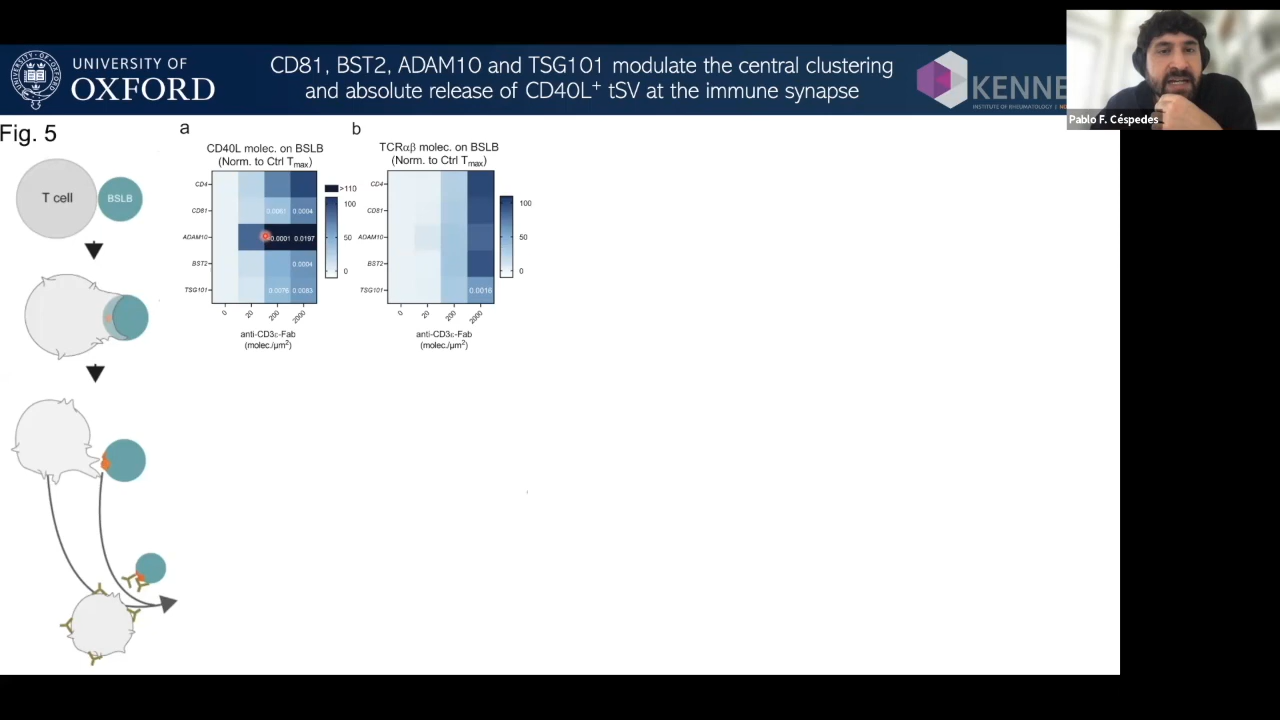 UNIVERSITY OF
OXFORD
CD81, BST2, ADAM10 and TSG101 modulate the central clustering
and absolute release of CD40L⁺ tSV at the immune synapse
KENNE
INSTITUTE OF RHEUMATOLOGY
Pablo F. Céspedes
Fig. 5
T cell
BSLB
a
CD40L molec. on BSLB
(Norm. to Ctrl Tmax)
CD4
CD81
0.0004
ADAM10
<0.0001 0.0197
BST2
0.0004
TSG101
0.0076 0.0083
0 20 200 2000
anti-CD3ε-Fab
(molec./μm²)
>110
100
50
0
b
TCRαβ molec. on BSLB
(Norm. to Ctrl Tmax)
CD4
CD81
ADAM10
BST2
TSG101
0.0016
0 20 200 2000
anti-CD3ε-Fab
(molec./μm²)
100
50
0